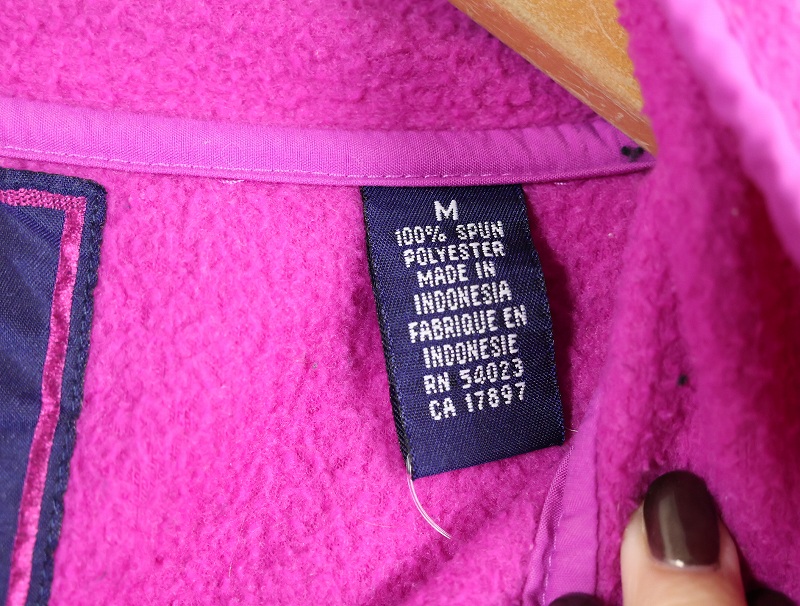 M
100% SPUN
POLYESTER
MADE IN
INDONESIA
FABRIQUE EN
INDONESIE
RN 54023
CA 17897